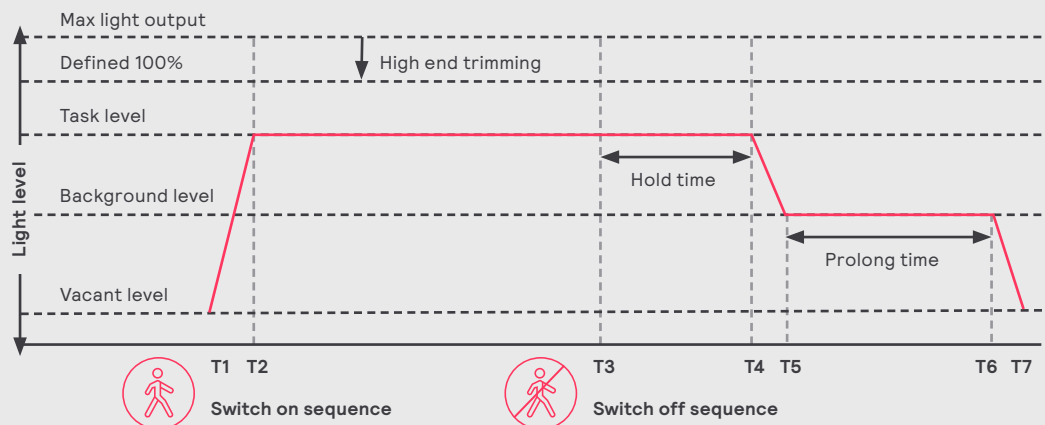 Max light output
Defined 100%
High end trimming
Task level
Hold time
Light level
Background level
Prolong time
Vacant level
T1 T2 T3 T4 T5 T6 T7
Switch on sequence
Switch off sequence